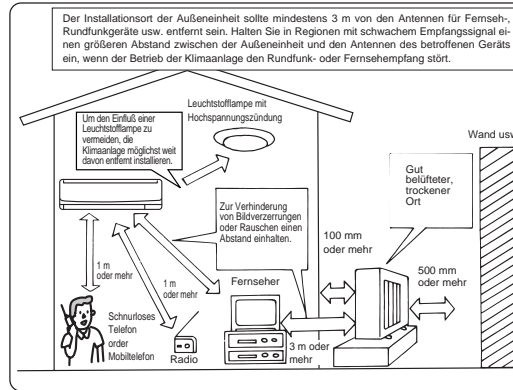 Der Installationsort der Außeneinheit sollte mindestens 3 m von den Antennen für Fernseh-,
Rundfunkgeräte usw. entfernt sein. Halten Sie in Regionen mit schwachem Empfangssignal ei-
nen größeren Abstand zwischen der Außeneinheit und den Antennen des betroffenen Geräts
ein, wenn der Betrieb der Klimaanlage den Rundfunk- oder Fernsehempfang stört.
Um den Einfluß einer
Leuchtstofflampe zu
vermeiden, die
Klimaanlage möglichst weit
davon entfernt installieren.
Leuchtstofflampe mit
Hochspannungszündung
Wand usw
Gut
belüfteter,
trockener
Ort
Zur Verhinderung
von Bildverzerrungen
oder Rauschen einen
Abstand einhalten.
100 mm
oder mehr
500 mm
oder mehr
1 m
oder mehr
1 m
oder mehr
Fernseher
Schnurloses
Telefon
order
Mobiltelefon
Radio
3 m oder
mehr